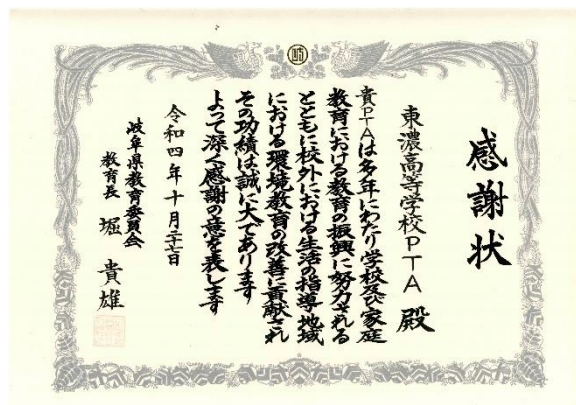 感謝状
東濃高等学校PTA 殿
貴PTAは多年にわたり学校及び家庭
教育における教育の振興に努力される
とともに校外における生活の指導地域
における環境教育の改善に貢献され
その功績は誠に大であります
よって深く感謝の意を表します
令和四年十月二十七日
岐阜県教育委員会
教育長 堀 貴雄